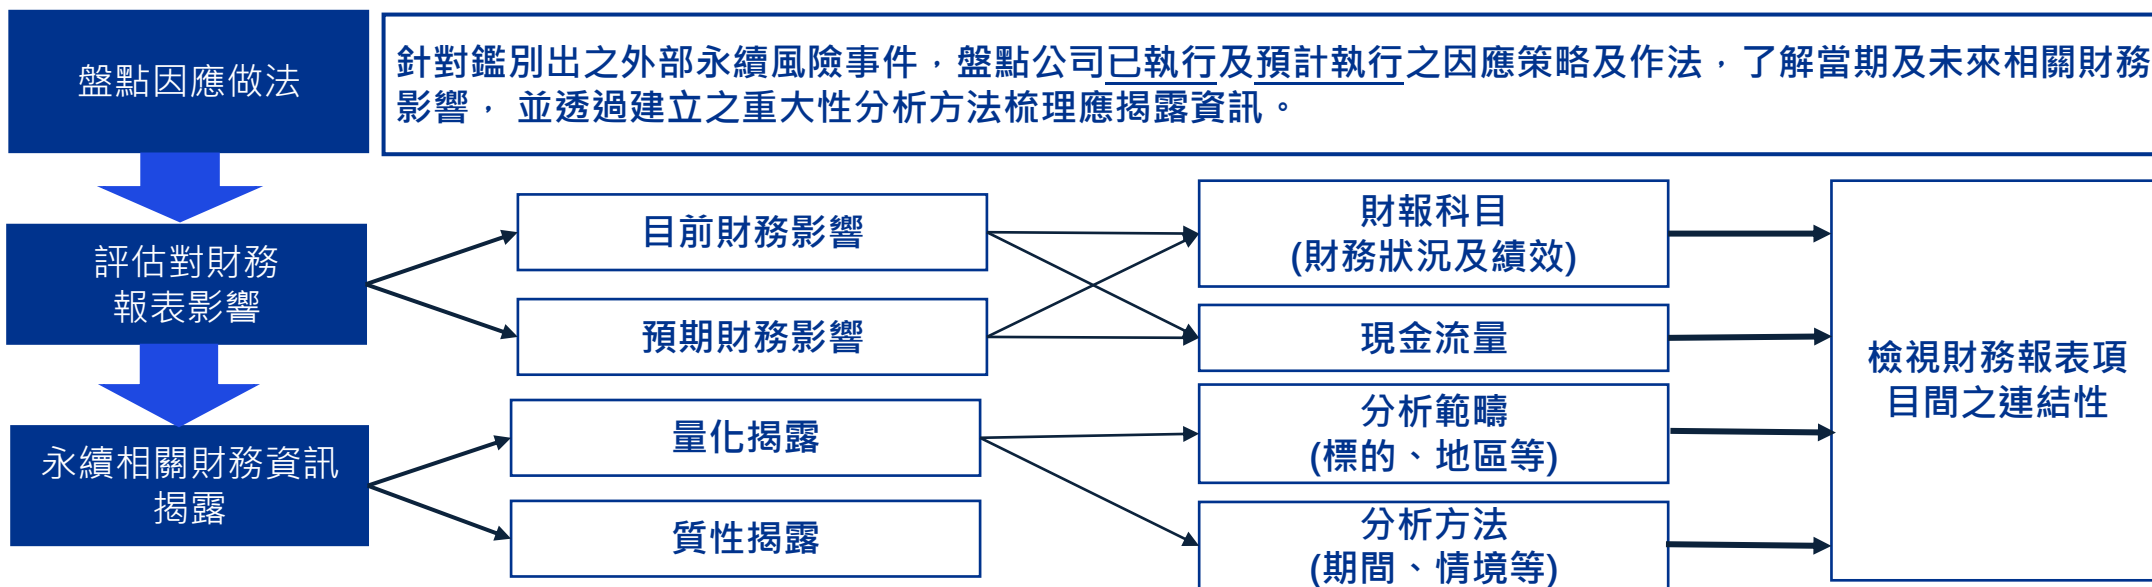 盤點因應做法
針對鑑別出之外部永續風險事件，盤點公司已執行及預計執行之因應策略及作法，了解當期及未來相關財務
影響， 並透過建立之重大性分析方法梳理應揭露資訊。
評估對財務
報表影響
目前財務影響
預期財務影響
財報科目
(財務狀況及績效)
現金流量
永續相關財務資訊
揭露
量化揭露
質性揭露
分析範疇
(標的、地區等)
分析方法
(期間、情境等)
檢視財務報表項
目間之連結性